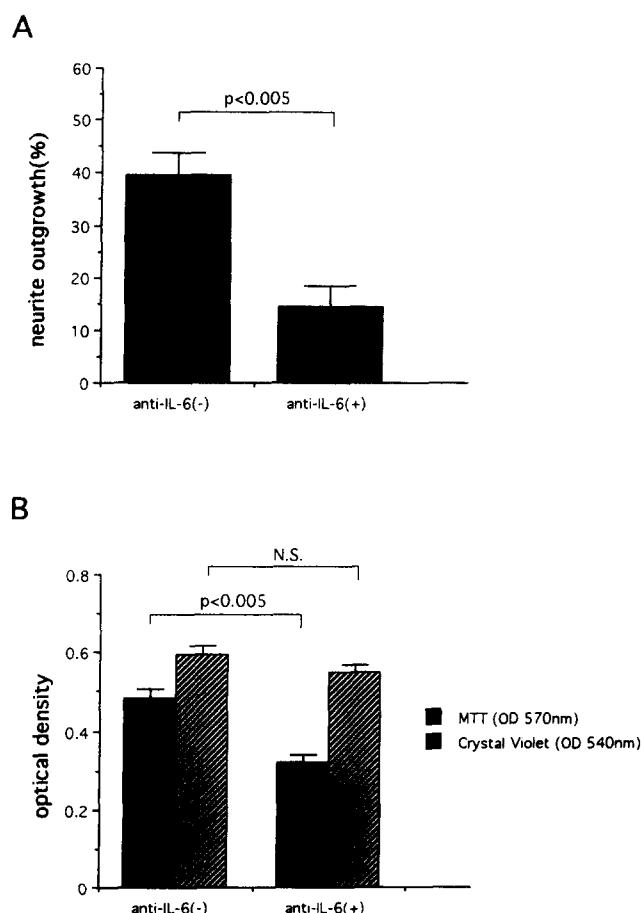 A
60
50
40
30
20
10
0
neurite outgrowth(%)
p<0.005
anti-IL-6(-) anti-IL-6(+)
B
0.8
0.6
0.4
0.2
0
optical density
N.S.
p<0.005
MTT (OD 570nm)
Crystal Violet (OD 540nm)
anti-IL-6(-) anti-IL-6(+)